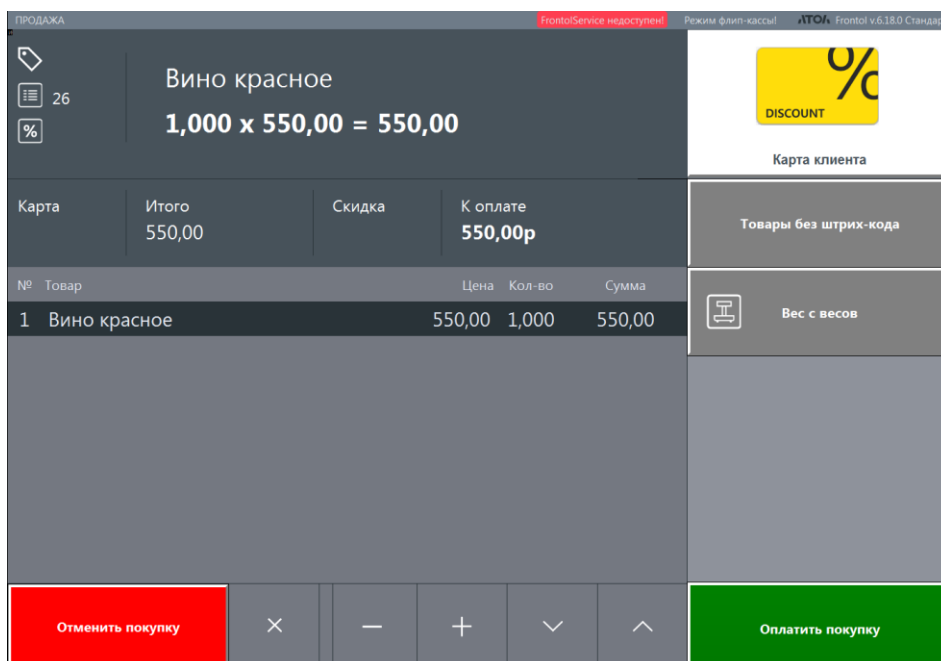 ПРОДАЖА FrontolService недоступен! Режим флип-кассы! АТОЛ Frontol v.6.18.0 Стандар
26
%
Вино красное
1,000 x 550,00 = 550,00
%
DISCOUNT
Карта клиента
Карта Итого Скидка К оплате
550,00 550,00р
Товары без штрих-кода
№ Товар Цена Кол-во Сумма
1 Вино красное 550,00 1,000 550,00
Вес с весов
Отменить покупку
Оплатить покупку